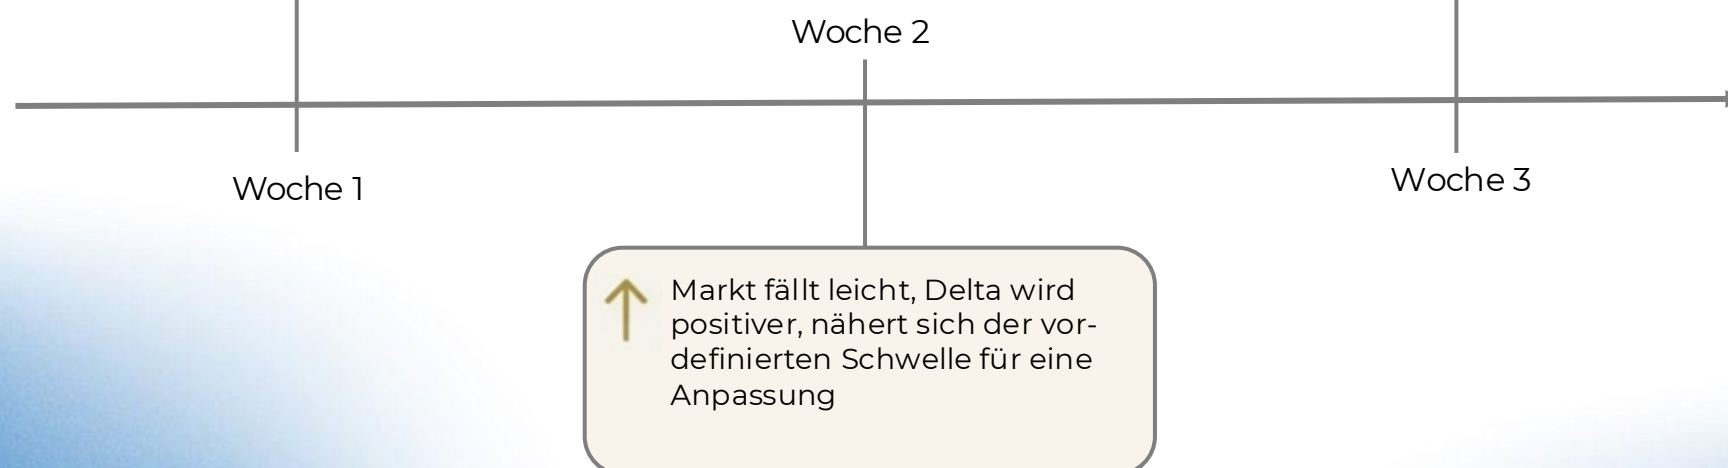 Woche 2
Woche 1
Woche 3
Markt fällt leicht, Delta wird
positiver, nähert sich der vor-
definierten Schwelle für eine
Anpassung